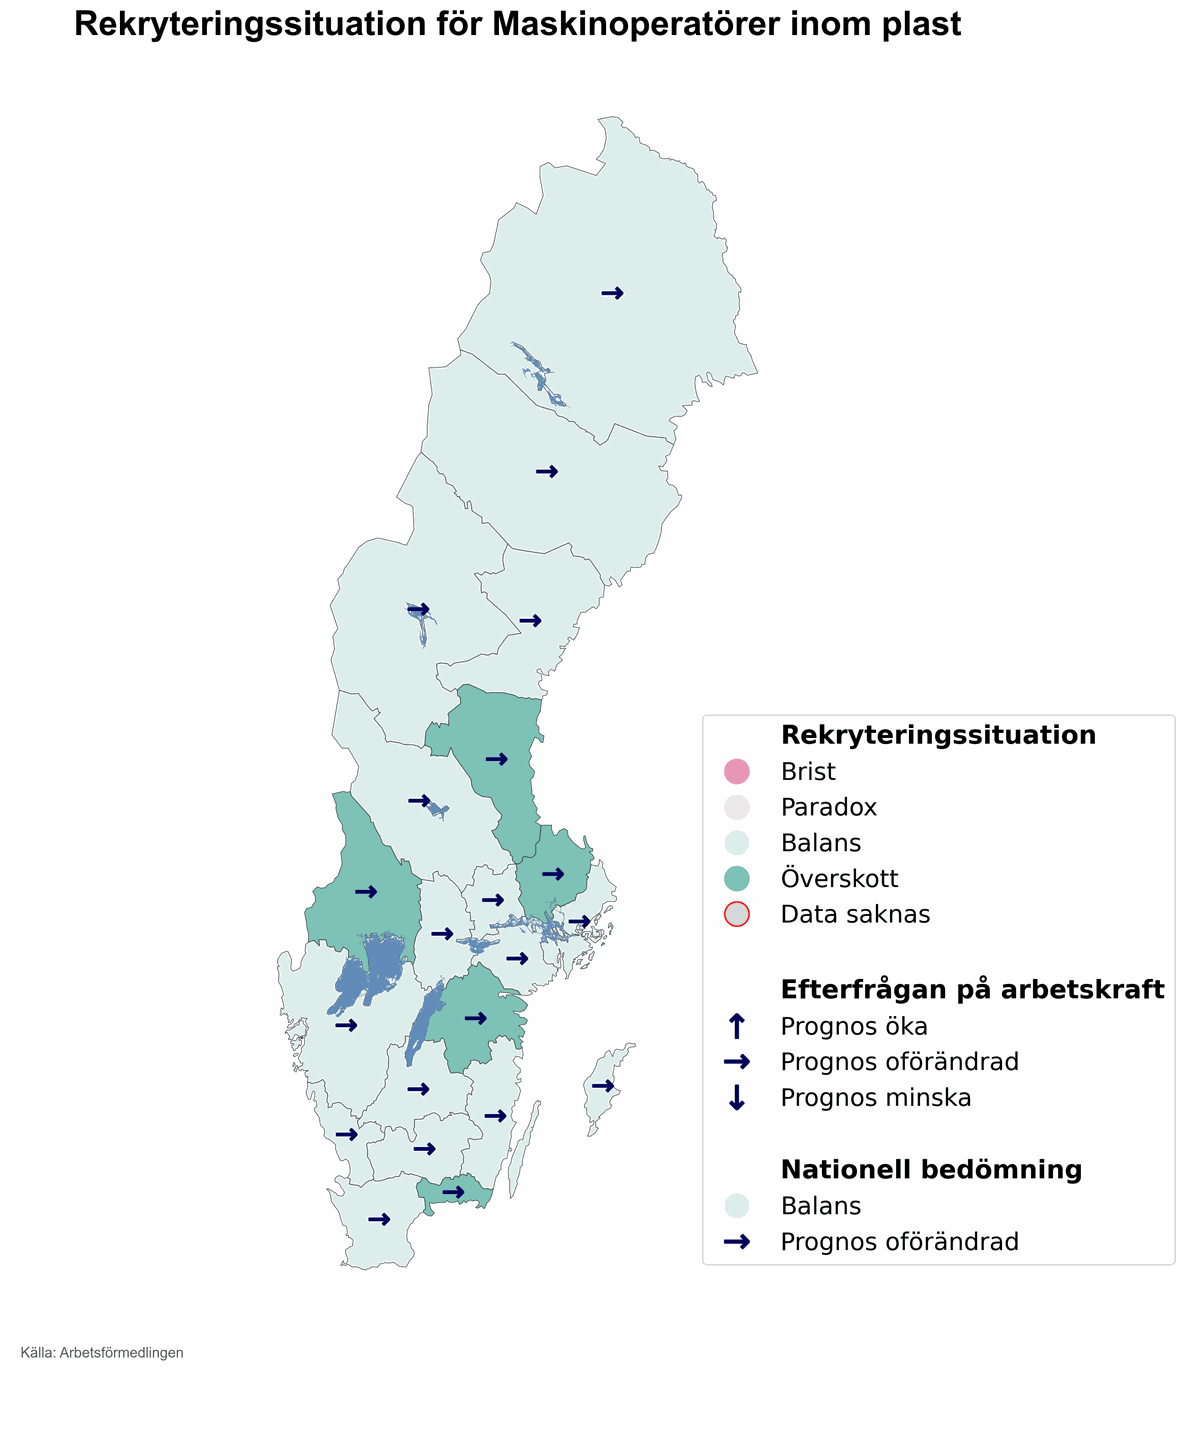 Rekryteringssituation för Maskinoperatörer inom plast
Rekryteringssituation
Brist
Paradox
Balans
Överskott
Data saknas
Efterfrågan på arbetskraft
Prognos öka
Prognos oförändrad
Prognos minska
Nationell bedömning
Balans
Prognos oförändrad
Källa: Arbetsförmedlingen